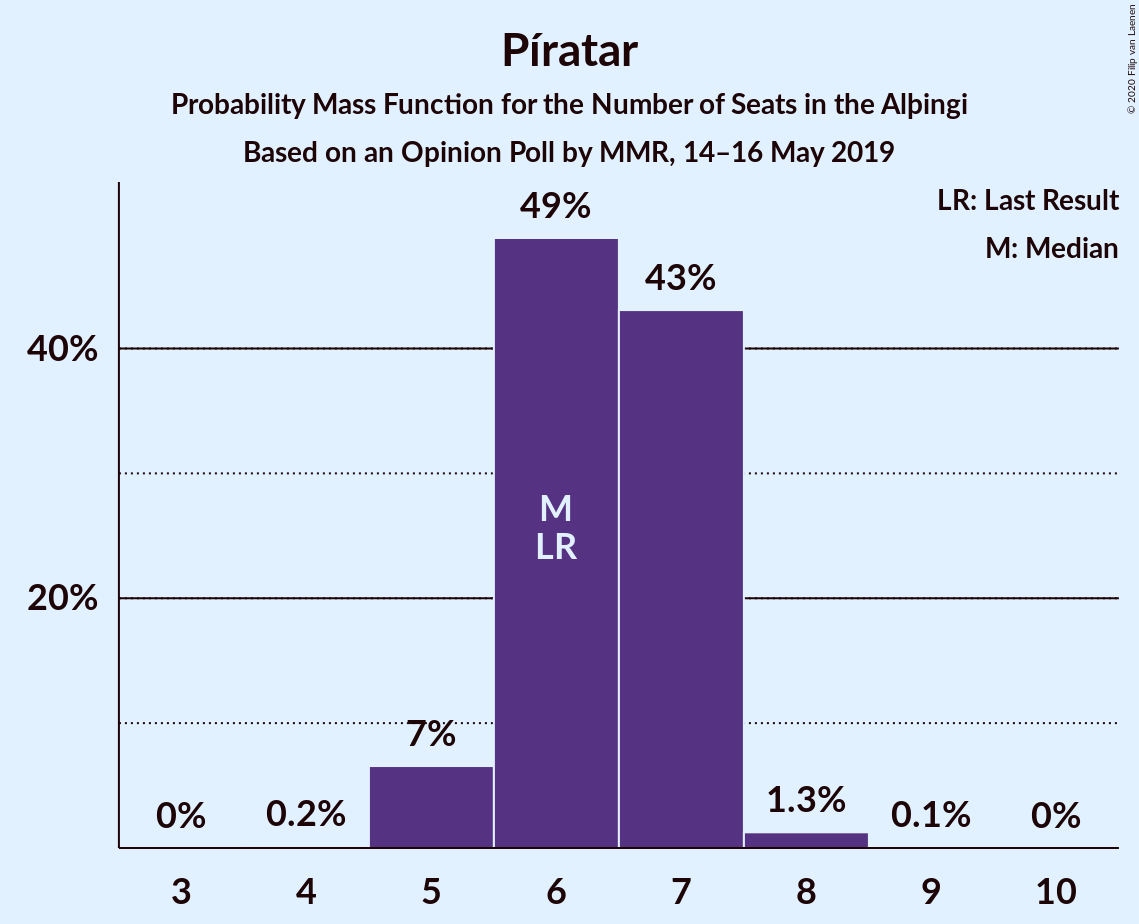 Píratar
Probability Mass Function for the Number of Seats in the Alþingi
Based on an Opinion Poll by MMR, 14–16 May 2019
© 2020 Filip van Laenen
LR: Last Result
M: Median
40%
20%
0%
0.2%
7%
49%
43%
1.3%
0.1%
0%
M
LR
3 4 5 6 7 8 9 10